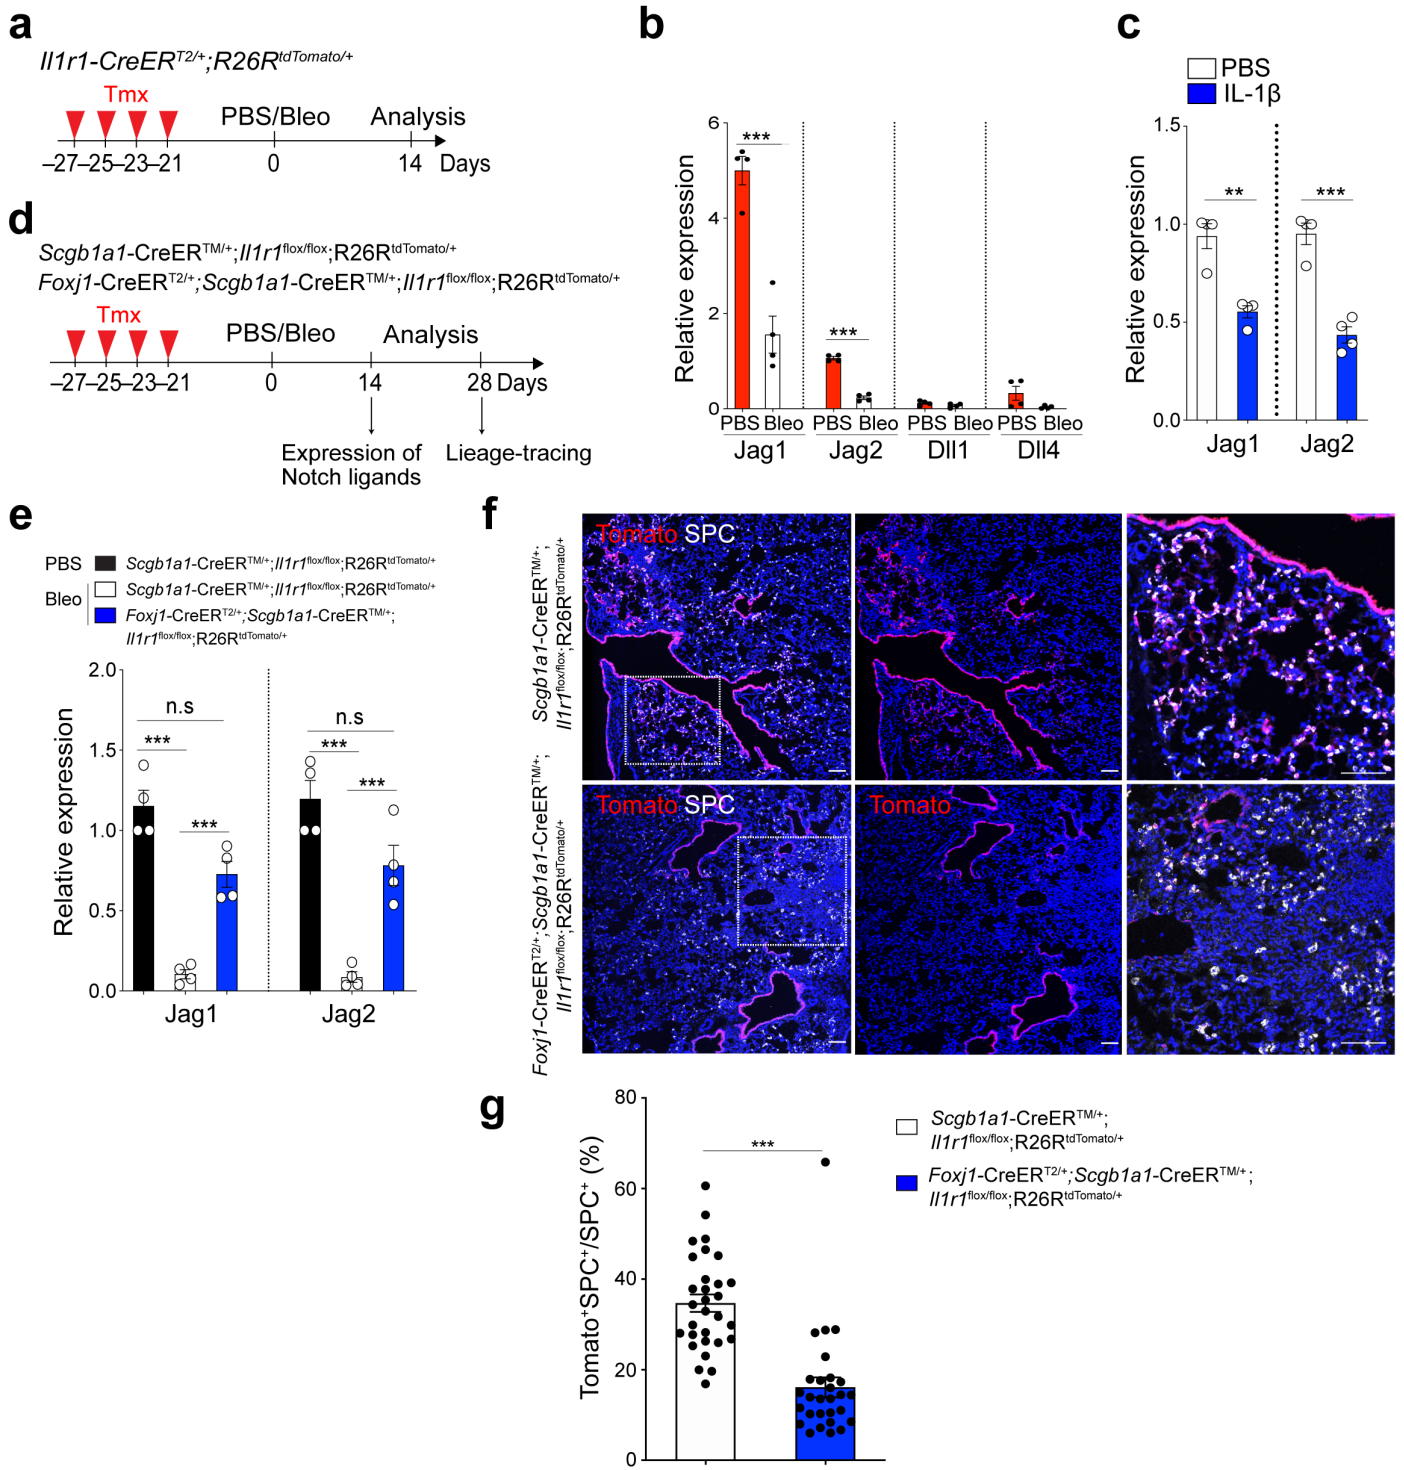 a
Il1r1-CreERT2/+;R26RtdTomato/+
Tmx
PBS/Bleo
Analysis
–27–25–23–21
0
14
Days
b
Relative expression
6
4
2
0
***
***
PBS Bleo
PBS Bleo
PBS Bleo
PBS Bleo
Jag1
Jag2
Dll1
Dll4
c
PBS
IL-1β
Relative expression
1.5
1.0
0.5
0.0
**
***
Jag1
Jag2
d
Scgb1a1-CreERTM/+;Il1r1flox/flox;R26RtdTomato/+
Foxj1-CreERT2/+;Scgb1a1-CreERTM/+;Il1r1flox/flox;R26RtdTomato/+
Tmx
PBS/Bleo
Analysis
–27–25–23–21
0
14
28 Days
Expression of
Notch ligands
Lieage-tracing
e
PBS
Scgb1a1-CreERTM/+;Il1r1flox/flox;R26RtdTomato/+
Bleo
Scgb1a1-CreERTM/+;Il1r1flox/flox;R26RtdTomato/+
Foxj1-CreERT2/+;Scgb1a1-CreERTM/+;
Il1r1flox/flox;R26RtdTomato/+
Relative expression
2.0
1.5
1.0
0.5
0.0
n.s
***
***
n.s
***
***
Jag1
Jag2
f
Scgb1a1-CreERTM/+;
Il1r1flox/flox;R26RtdTomato/+
Tomato SPC
Foxj1-CreERT2/+;Scgb1a1-CreERTM/+;
Il1r1flox/flox;R26RtdTomato/+
Tomato SPC
Tomato
g
Tomato+SPC+/SPC+ (%)
80
60
40
20
0
***
Scgb1a1-CreERTM/+;
Il1r1flox/flox;R26RtdTomato/+
Foxj1-CreERT2/+;Scgb1a1-CreERTM/+;
Il1r1flox/flox;R26RtdTomato/+